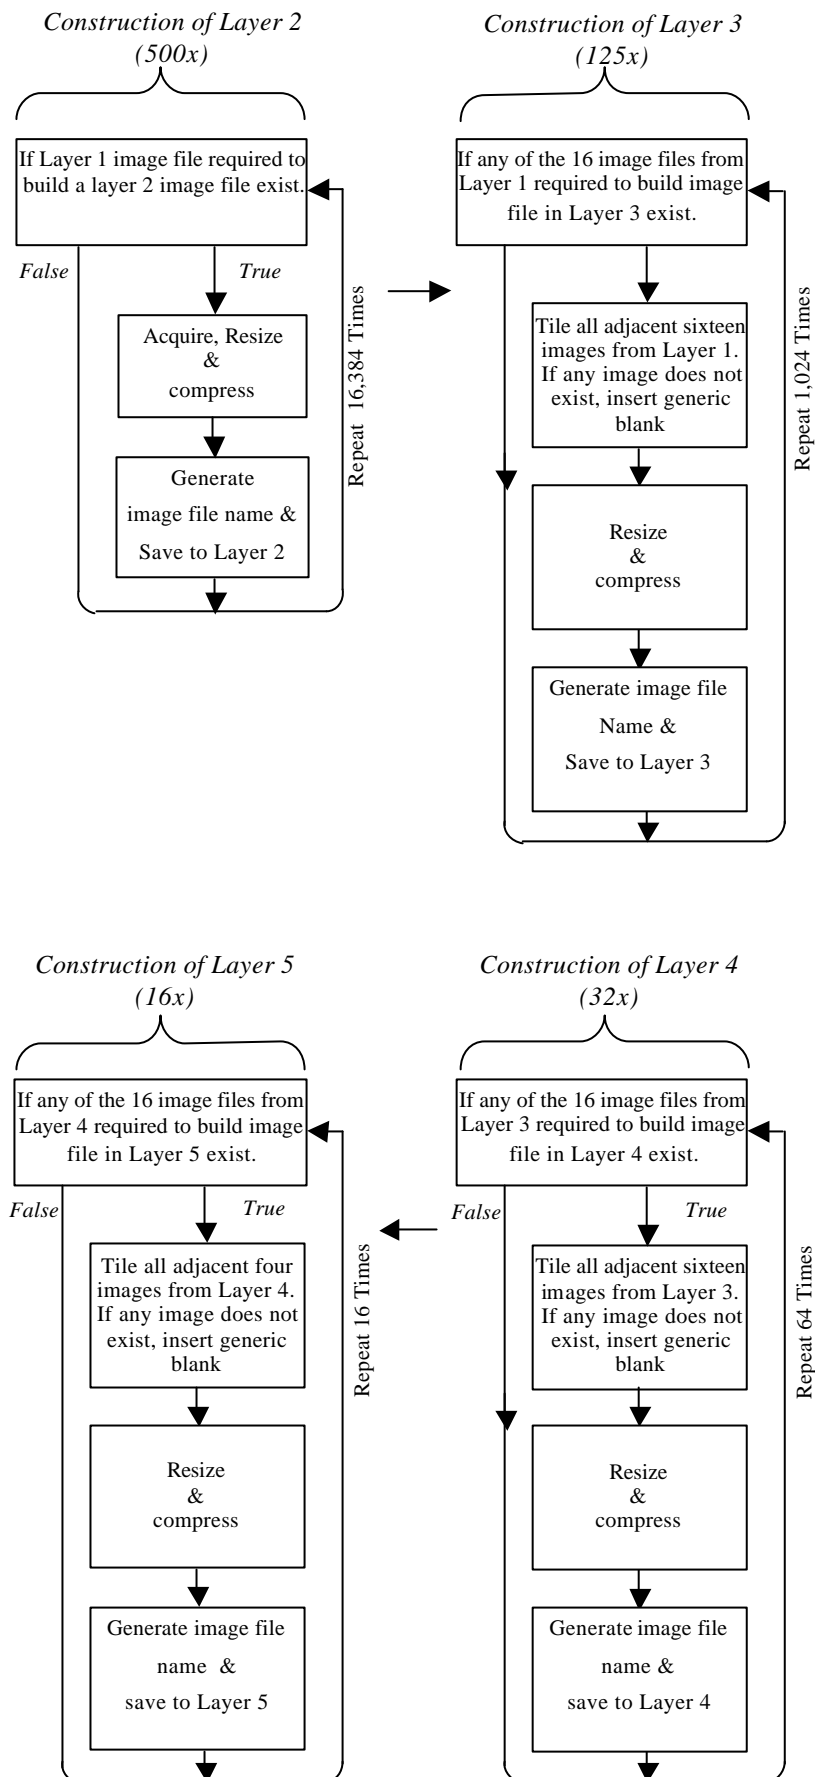 Construction of Layer 2
(500x)
If Layer 1 image file required to
build a layer 2 image file exist.
False
True
Acquire, Resize
&
compress
Generate
image file name &
Save to Layer 2
Repeat 16,384 Times
Construction of Layer 3
(125x)
If any of the 16 image files from
Layer 1 required to build image
file in Layer 3 exist.
Tile all adjacent sixteen
images from Layer 1.
If any image does not
exist, insert generic
blank
Resize
&
compress
Generate image file
Name &
Save to Layer 3
Repeat 1,024 Times
Construction of Layer 5
(16x)
If any of the 16 image files from
Layer 4 required to build image
file in Layer 5 exist.
False
True
Tile all adjacent four
images from Layer 4.
If any image does not
exist, insert generic
blank
Resize
&
compress
Generate image file
name &
save to Layer 5
Repeat 16 Times
Construction of Layer 4
(32x)
If any of the 16 image files from
Layer 3 required to build image
file in Layer 4 exist.
False
True
Tile all adjacent sixteen
images from Layer 3.
If any image does not
exist, insert generic
blank
Resize
&
compress
Generate image file
name &
save to Layer 4
Repeat 64 Times